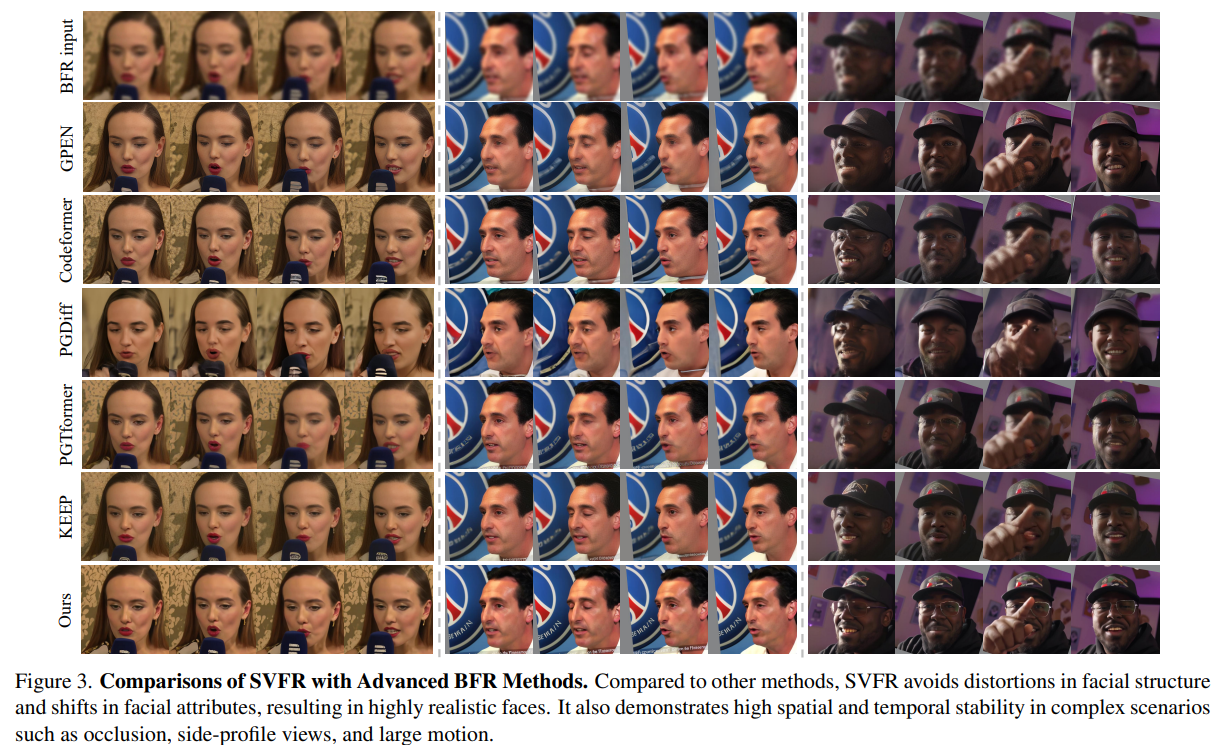 BFR input
GPEN
Codeformer
PGDiff
PGTformer
KEEP
Ours
Figure 3. Comparisons of SVFR with Advanced BFR Methods. Compared to other methods, SVFR avoids distortions in facial structure
and shifts in facial attributes, resulting in highly realistic faces. It also demonstrates high spatial and temporal stability in complex scenarios
such as occlusion, side-profile views, and large motion.